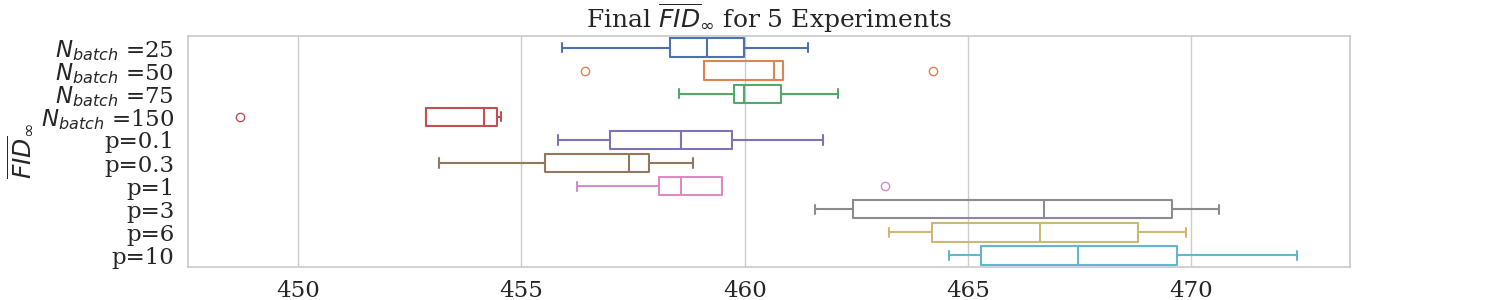 Final $\overline{FID}_\infty$ for 5 Experiments
$\overline{FID}_\infty$
$N_{batch}$ =25
$N_{batch}$ =50
$N_{batch}$ =75
$N_{batch}$ =150
p=0.1
p=0.3
p=1
p=3
p=6
p=10
450 455 460 465 470